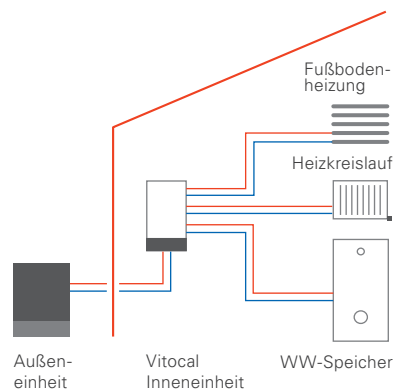 Fußboden-
heizung
Heizkreislauf
Außen-
einheit
Vitocal
Inneneinheit
WW-Speicher